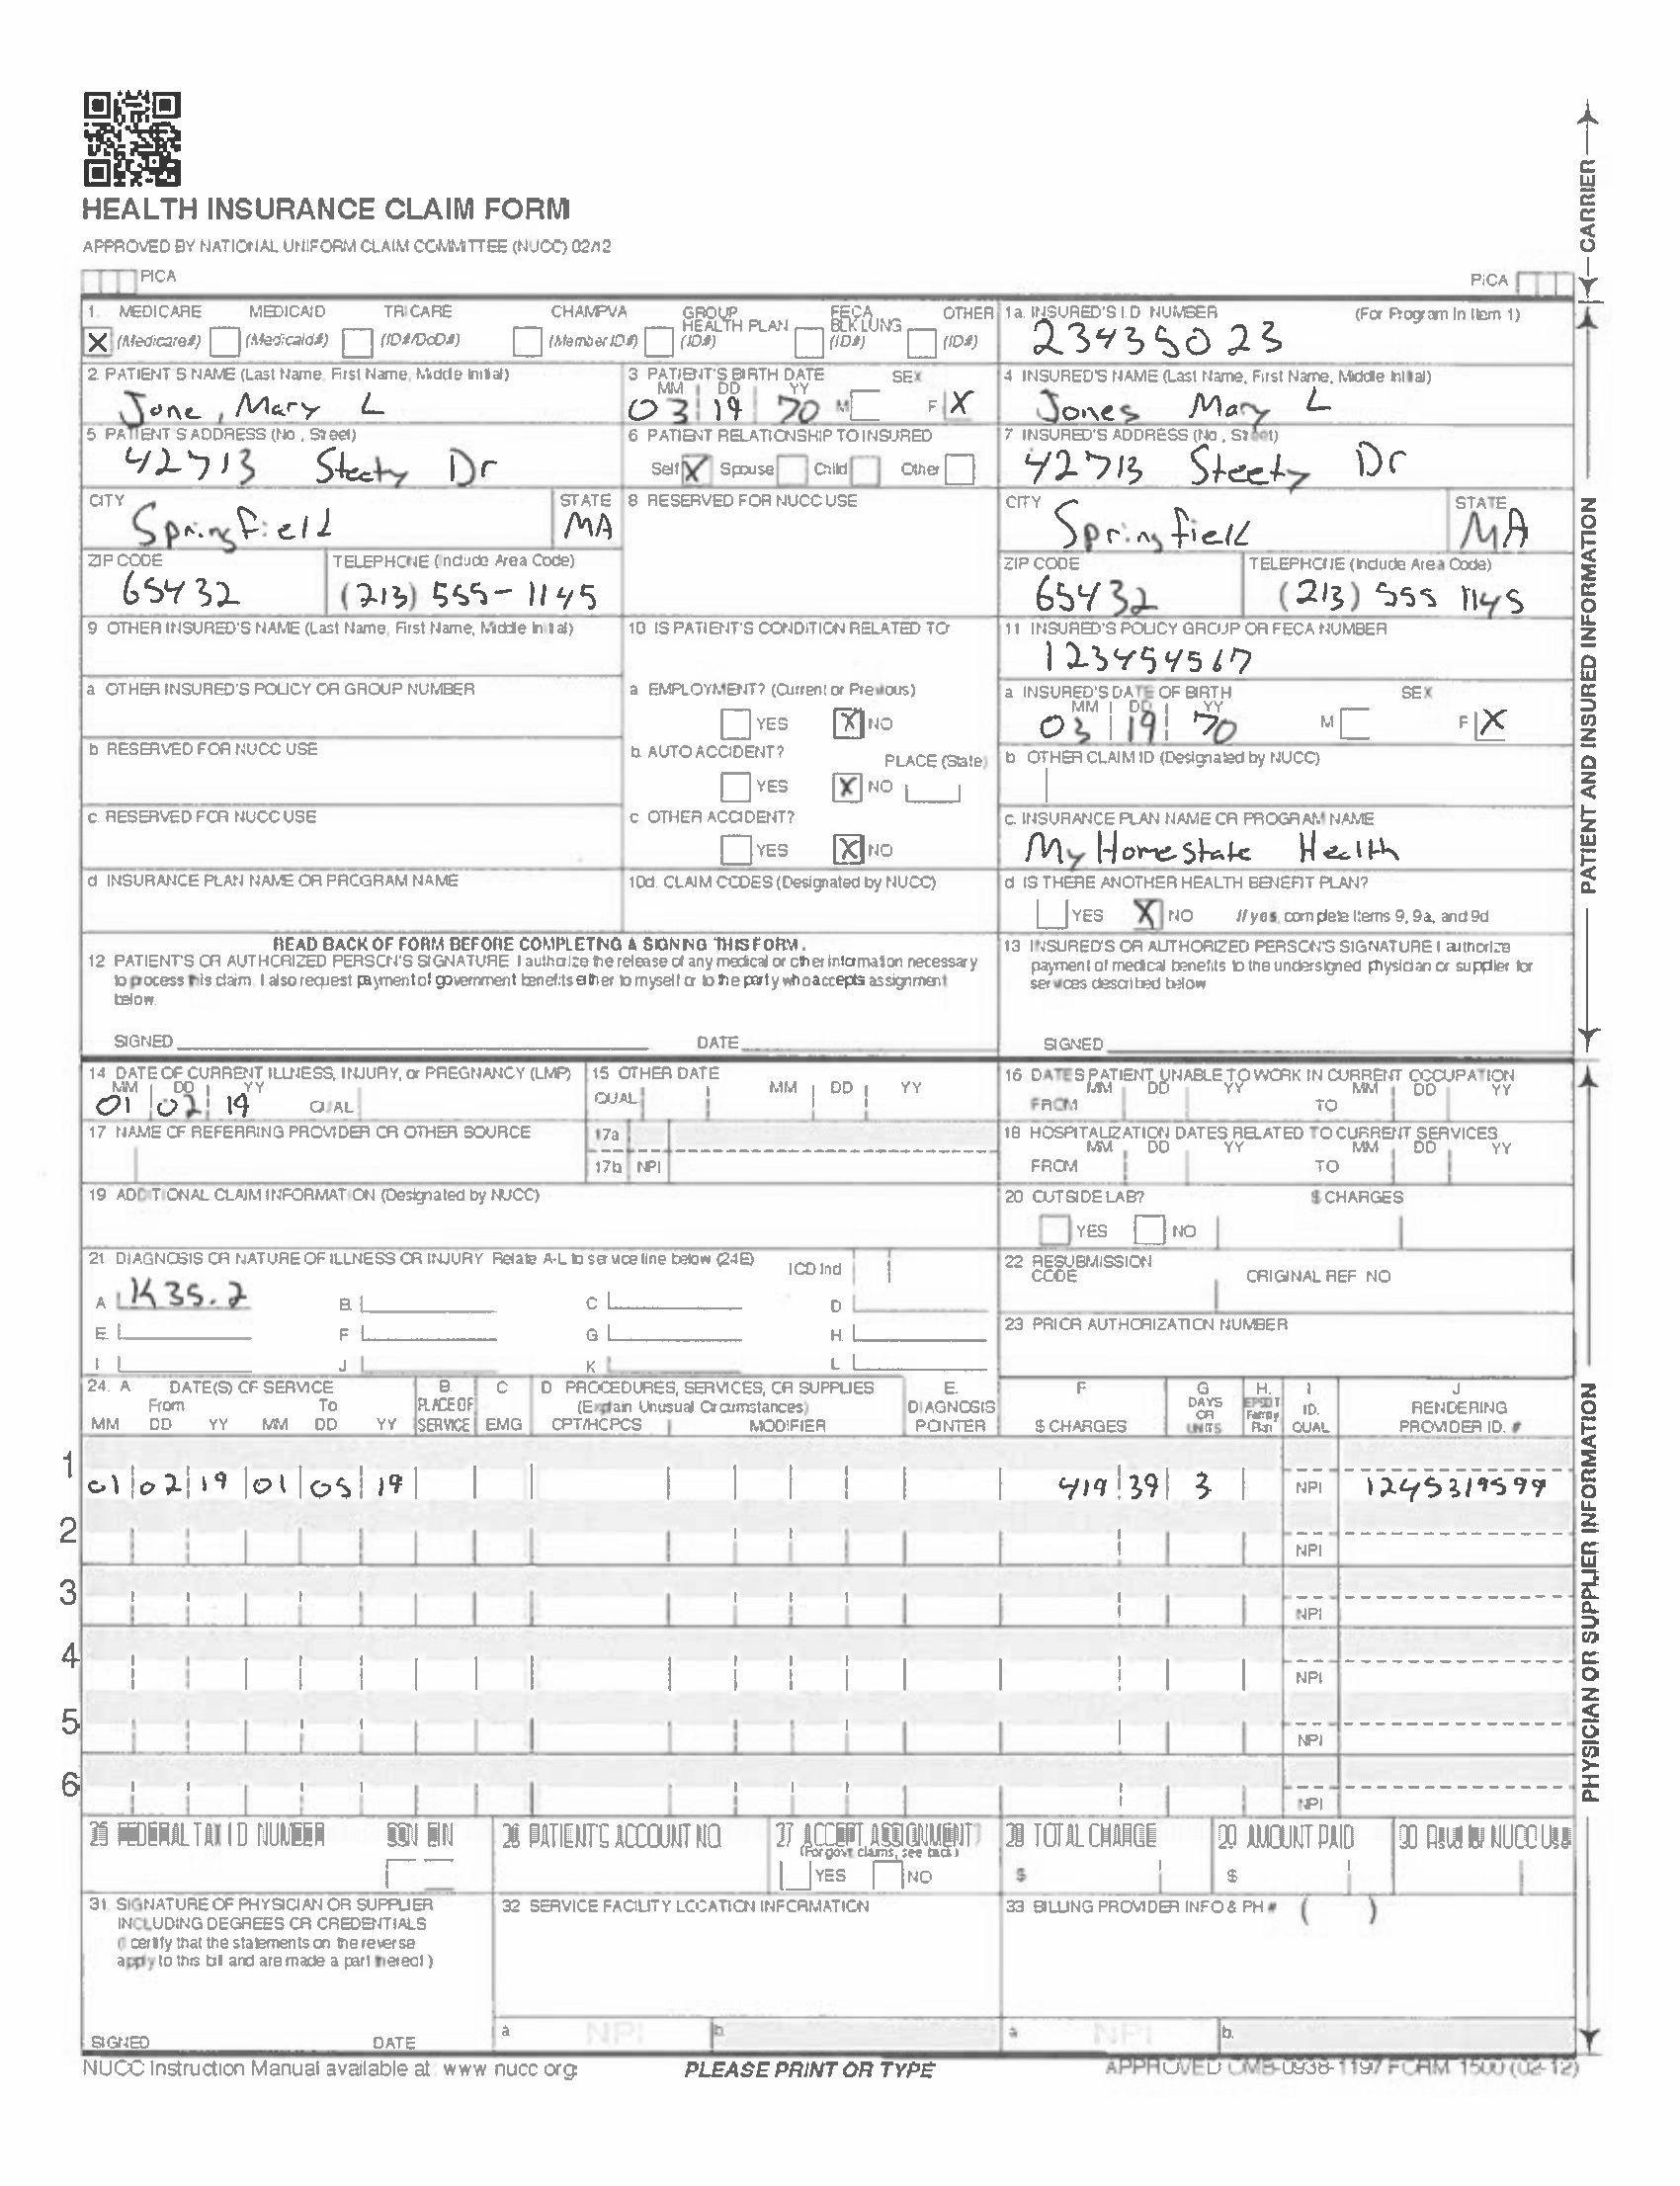 HEALTH INSURANCE CLAIM FORM
APPROVED BY NATIONAL UNIFORM CLAIM COMMITTEE (NUCC) 02/12
PICA PICA
CARRIER
1. MEDICARE MEDICAID TRICARE CHAMPVA GROUP HEALTH PLAN FECA BLK LUNG OTHER
X (Medicare#) (Medicaid#) (ID#/DoD#) (Member ID#) (ID#) (ID#) (ID#)
1a. INSURED'S I.D. NUMBER (For Program In Item 1)
23435023
2 PATIENT'S NAME (Last Name, First Name, Middle Initial)
Jone, Mary L
3 PATIENT'S BIRTH DATE SEX
MM DD YY
03 19 70 M F X
4 INSURED'S NAME (Last Name, First Name, Middle Initial)
Jones Mary L
5 PATIENT'S ADDRESS (No., Street)
42713 Steety Dr
6 PATIENT RELATIONSHIP TO INSURED
Self X Spouse Child Other
7 INSURED'S ADDRESS (No., Street)
42713 Steety Dr
CITY STATE
Springfield MA
8 RESERVED FOR NUCC USE
CITY STATE
Springfield MA
ZIP CODE TELEPHONE (Include Area Code)
65432 (213) 555-1145
ZIP CODE TELEPHONE (Include Area Code)
65432 (213) 555 1145
9 OTHER INSURED'S NAME (Last Name, First Name, Middle Initial)
10 IS PATIENT'S CONDITION RELATED TO
11 INSURED'S POLICY GROUP OR FECA NUMBER
123454567
a OTHER INSURED'S POLICY OR GROUP NUMBER
a EMPLOYMENT? (Current or Previous)
YES X NO
a INSURED'S DATE OF BIRTH SEX
MM DD YY
03 19 70 M F X
b RESERVED FOR NUCC USE
b. AUTO ACCIDENT? PLACE (State)
YES X NO
b OTHER CLAIM ID (Designated by NUCC)
c. RESERVED FOR NUCC USE
c OTHER ACCIDENT?
YES X NO
c. INSURANCE PLAN NAME OR PROGRAM NAME
My Homestate Health
d INSURANCE PLAN NAME OR PROGRAM NAME
10d. CLAIM CODES (Designated by NUCC)
d IS THERE ANOTHER HEALTH BENEFIT PLAN?
YES X NO If yes, complete Items 9, 9a, and 9d
READ BACK OF FORM BEFORE COMPLETNG & SIGNING THIS FORM.
12 PATIENT'S OR AUTHORIZED PERSON'S SIGNATURE I authorize the release of any medical or other information necessary
to process this claim. I also request payment of government benefits either to myself or to the party who accepts assignment
below.
SIGNED DATE
13 INSURED'S OR AUTHORIZED PERSON'S SIGNATURE I authorize
payment of medical benefits to the undersigned physician or supplier for
services described below
SIGNED
PATIENT AND INSURED INFORMATION
14 DATE OF CURRENT ILLNESS, INJURY, or PREGNANCY (LMP)
MM DD YY
01 02 19 QUAL
15 OTHER DATE
QUAL MM DD YY
16 DATES PATIENT UNABLE TO WORK IN CURRENT OCCUPATION
MM DD YY MM DD YY
FROM TO
17 NAME OF REFERRING PROVIDER OR OTHER SOURCE
17a
17b NPI
18 HOSPITALIZATION DATES RELATED TO CURRENT SERVICES
MM DD YY MM DD YY
FROM TO
19 ADDITIONAL CLAIM INFORMATION (Designated by NUCC)
20 OUTSIDE LAB? $ CHARGES
YES NO
21 DIAGNOSIS OR NATURE OF ILLNESS OR INJURY Relate A-L to service line below (24E) ICD Ind
A K35.2 B. C D
E. F G H.
I J K L
22 RESUBMISSION
CODE ORIGINAL REF NO
23 PRIOR AUTHORIZATION NUMBER
24. A DATE(S) OF SERVICE B. C D PROCEDURES, SERVICES, OR SUPPLIES E. F G H. I J
From To PLACE OF (Explain Unusual Circumstances) DIAGNOSIS DAYS OR EPSDT Family ID. RENDERING
MM DD YY MM DD YY SERVICE EMG CPT/HCPCS MODIFIER POINTER $ CHARGES UNITS Plan QUAL PROVIDER ID. #
1 01 02 19 01 05 19 419 39 3 NPI 1245319599
2 NPI
3 NPI
4 NPI
5 NPI
6 NPI
25 FEDERAL TAX I D NUMBER SSN EIN
26 PATIENT'S ACCOUNT NO.
27 ACCEPT ASSIGNMENT?
(For govt. claims, see back)
YES NO
28 TOTAL CHARGE
$
29 AMOUNT PAID
$
30 Rsvd for NUCC Use
31. SIGNATURE OF PHYSICIAN OR SUPPLIER
INCLUDING DEGREES OR CREDENTIALS
(I certify that the statements on the reverse
apply to this bill and are made a part thereof.)
SIGNED DATE
32 SERVICE FACILITY LOCATION INFORMATION
a NPI b
33 BILLING PROVIDER INFO & PH # ( )
a NPI b.
PHYSICIAN OR SUPPLIER INFORMATION
NUCC Instruction Manual available at: www nucc org
PLEASE PRINT OR TYPE
APPROVED OMB-0938-1197 FORM 1500 (02-12)